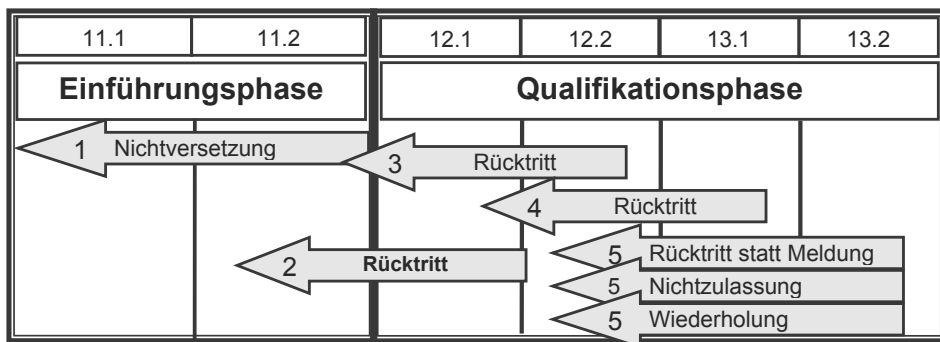 11.1 11.2 12.1 12.2 13.1 13.2
Einführungsphase Qualifikationsphase
1 Nichtversetzung
3 Rücktritt
4 Rücktritt
2 Rücktritt
5 Rücktritt statt Meldung
5 Nichtzulassung
5 Wiederholung